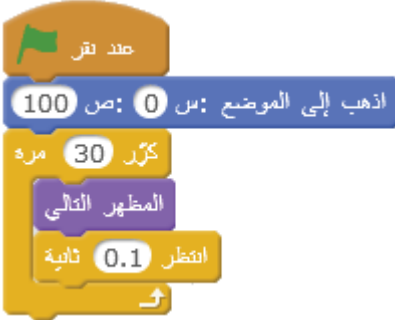 عند نقر
اذهب إلى الموضع س: 0 ص: 100
كرّر 30 مرة
المظهر التالي
انتظر 0.1 ثانية